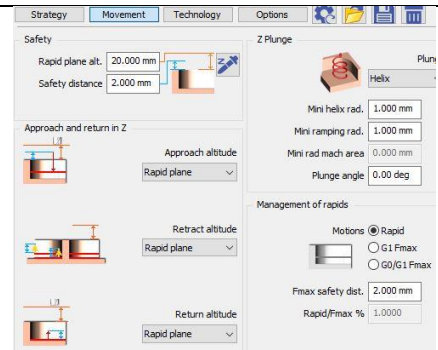 Strategy Movement Technology Options
Safety
Rapid plane alt. 20.000 mm
Safety distance 2.000 mm
Z
Approach and return in Z
Approach altitude
Rapid plane
Retract altitude
Rapid plane
Return altitude
Rapid plane
Z Plunge
Plung
Helix
Mini helix rad. 1.000 mm
Mini ramping rad. 1.000 mm
Mini rad mach area 0.000 mm
Plunge angle 0.00 deg
Management of rapids
Motions Rapid
G1 Fmax
G0/G1 Fmax
Fmax safety dist. 2.000 mm
Rapid/Fmax % 1.0000